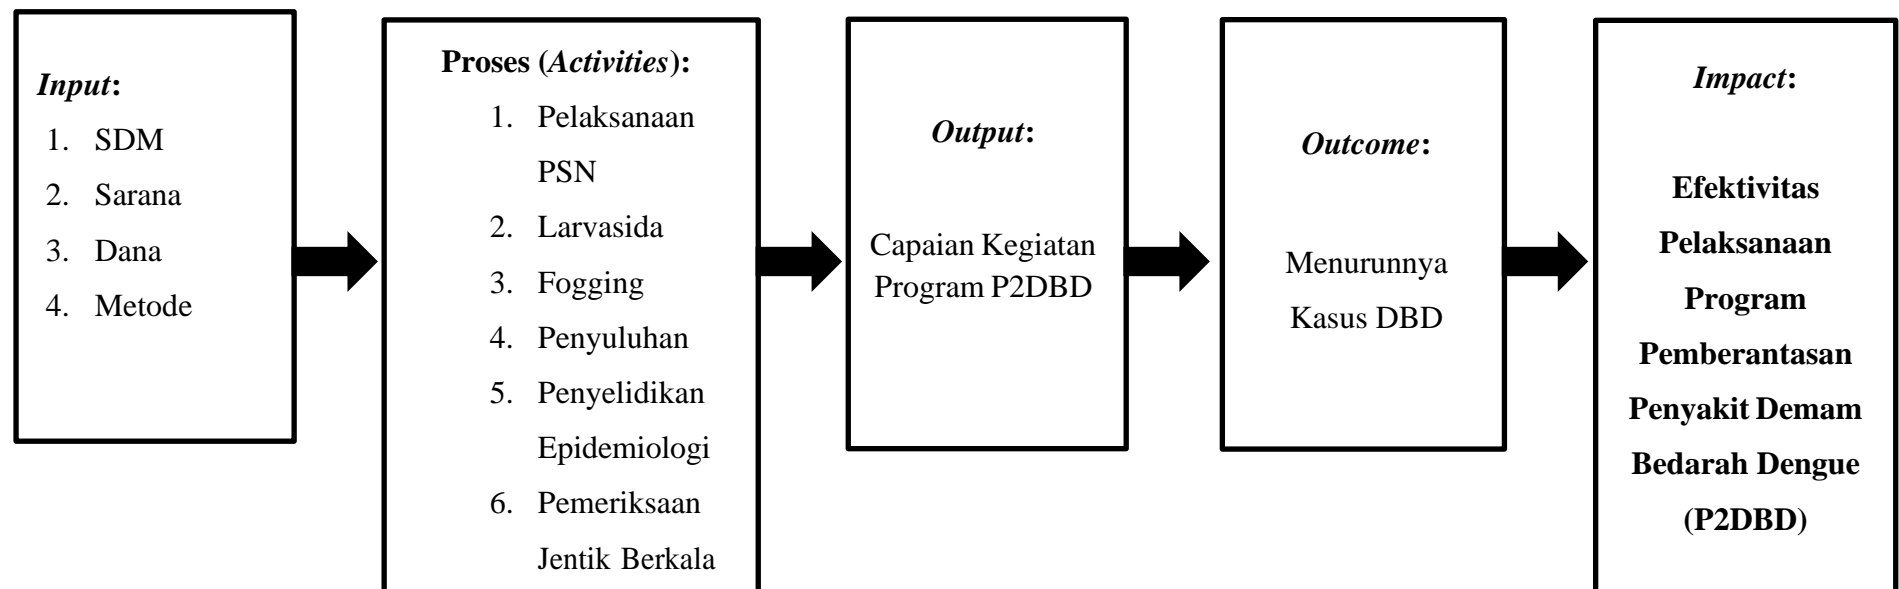 Input:
1. SDM
2. Sarana
3. Dana
4. Metode
Proses (Activities):
1. Pelaksanaan
PSN
2. Larvasida
3. Fogging
4. Penyuluhan
5. Penyelidikan
Epidemiologi
6. Pemeriksaan
Jentik Berkala
Output:
Capaian Kegiatan
Program P2DBD
Outcome:
Menurunnya
Kasus DBD
Impact:
Efektivitas
Pelaksanaan
Program
Pemberantasan
Penyakit Demam
Bedarah Dengue
(P2DBD)